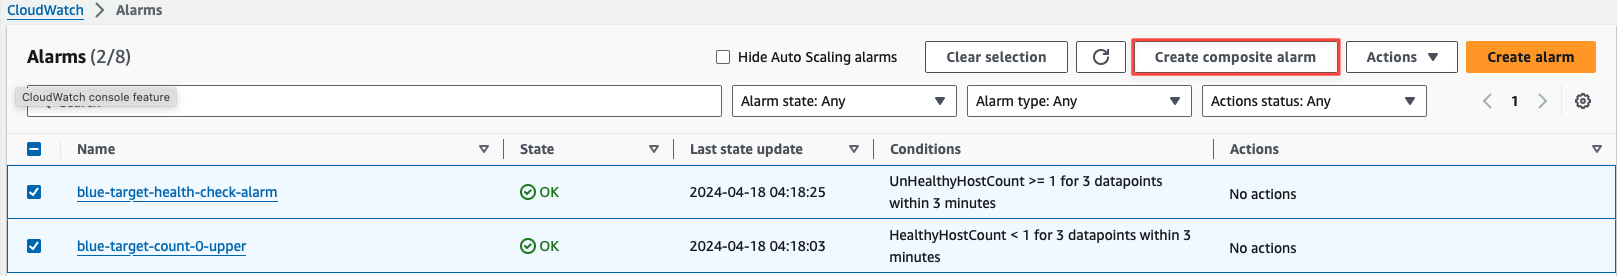 CloudWatch > Alarms
Alarms (2/8)
Hide Auto Scaling alarms
Clear selection
Create composite alarm
Actions
Create alarm
CloudWatch console feature
Alarm state: Any
Alarm type: Any
Actions status: Any
1
Name
State
Last state update
Conditions
Actions
blue-target-health-check-alarm
OK
2024-04-18 04:18:25
UnHealthyHostCount >= 1 for 3 datapoints
within 3 minutes
No actions
blue-target-count-0-upper
OK
2024-04-18 04:18:03
HealthyHostCount < 1 for 3 datapoints within 3
minutes
No actions